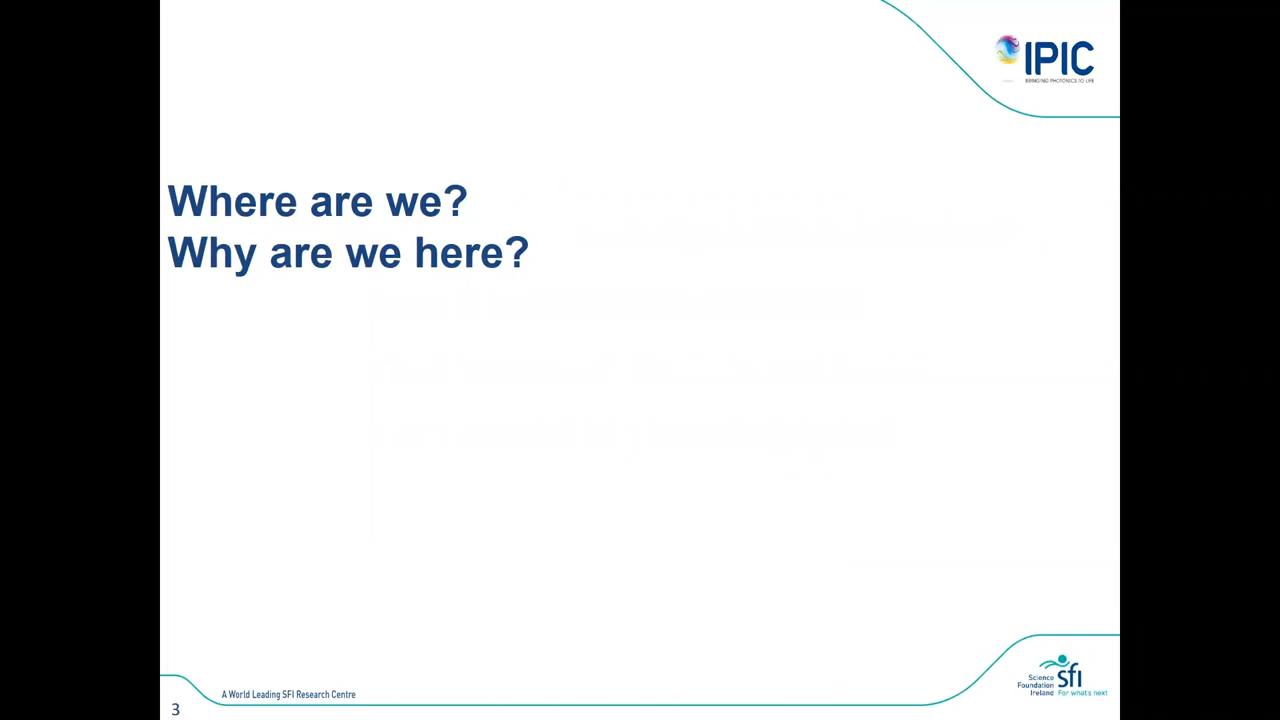 IPIC
BRINGING PHOTONICS TO LIFE
Where are we?
Why are we here?
Science
Foundation
Ireland
sfi
For what's next
A World Leading SFI Research Centre
3